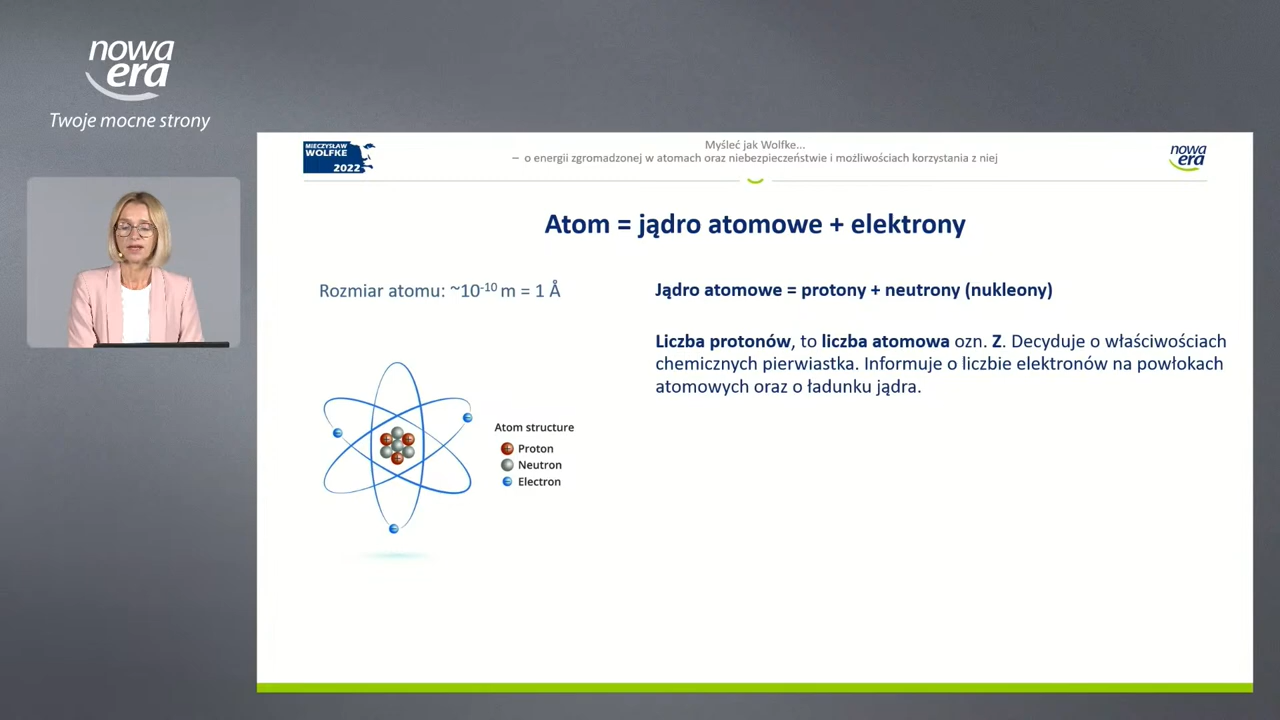 nowa
era
Twoje mocne strony
MIECZYSŁAW
WOLFKE
2022
Myśleć jak Wolfke...
– o energii zgromadzonej w atomach oraz niebezpieczeństwie i możliwościach korzystania z niej
nowa
era
Atom = jądro atomowe + elektrony
Rozmiar atomu: ~10⁻¹⁰ m = 1 Å
Jądro atomowe = protony + neutrony (nukleony)
Liczba protonów, to liczba atomowa ozn. Z. Decyduje o właściwościach
chemicznych pierwiastka. Informuje o liczbie elektronów na powłokach
atomowych oraz o ładunku jądra.
Atom structure
Proton
Neutron
Electron